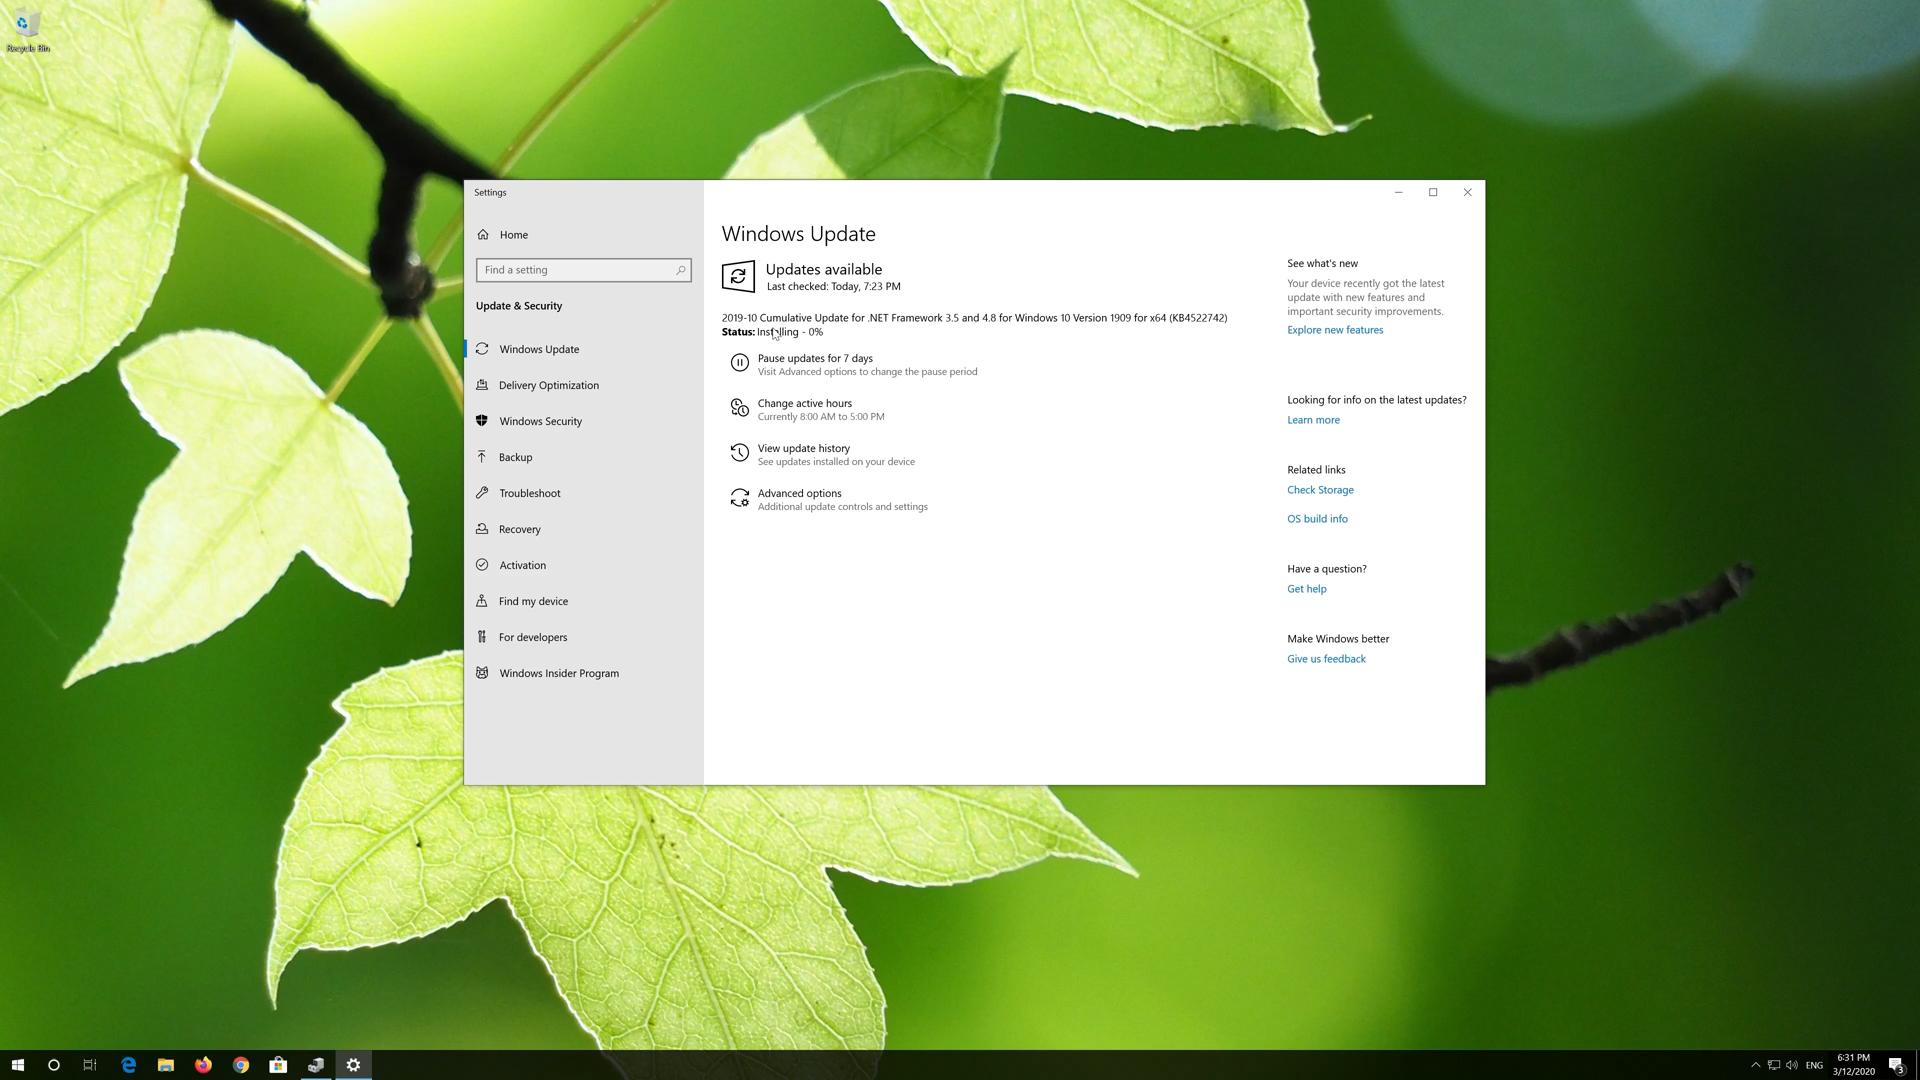 Recycle Bin
Settings
Home
Find a setting
Update & Security
Windows Update
Delivery Optimization
Windows Security
Backup
Troubleshoot
Recovery
Activation
Find my device
For developers
Windows Insider Program
Windows Update
Updates available
Last checked: Today, 7:23 PM
2019-10 Cumulative Update for .NET Framework 3.5 and 4.8 for Windows 10 Version 1909 for x64 (KB4522742)
Status: Installing - 0%
Pause updates for 7 days
Visit Advanced options to change the pause period
Change active hours
Currently 8:00 AM to 5:00 PM
View update history
See updates installed on your device
Advanced options
Additional update controls and settings
See what's new
Your device recently got the latest
update with new features and
important security improvements.
Explore new features
Looking for info on the latest updates?
Learn more
Related links
Check Storage
OS build info
Have a question?
Get help
Make Windows better
Give us feedback
ENG
6:31 PM
3/12/2020
3